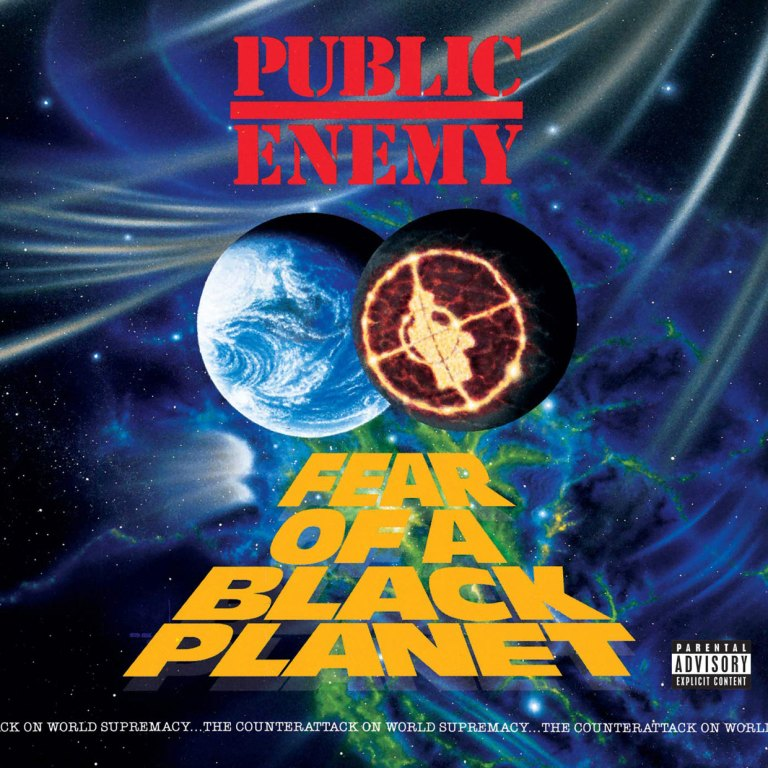 PUBLIC
ENEMY
FEAR
OF A
BLACK
PLANET
PARENTAL
ADVISORY
EXPLICIT CONTENT
CK ON WORLD SUPREMACY...THE COUNTERATTACK ON WORLD SUPREMACY...THE COUNTERATTACK ON WORL